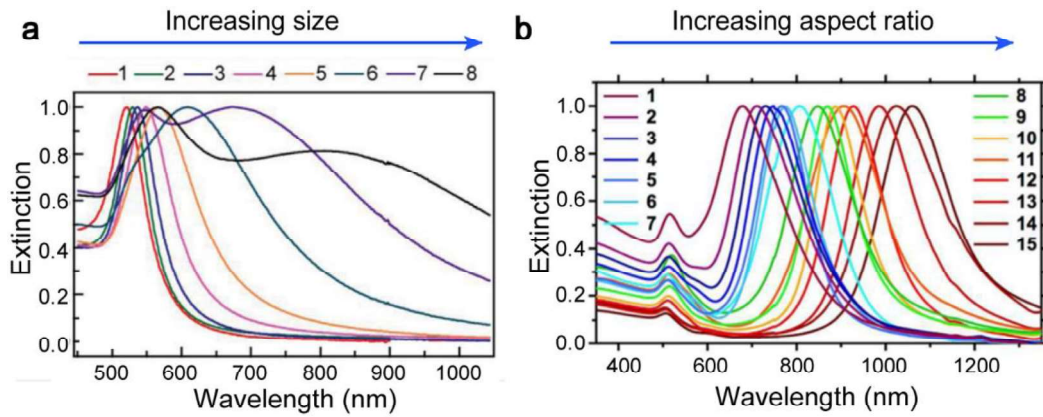 a
Increasing size
1 2 3 4 5 6 7 8
Extinction
1.0
0.8
0.6
0.4
0.2
0.0
500 600 700 800 900 1000
Wavelength (nm)
b
Increasing aspect ratio
Extinction
1.0
0.8
0.6
0.4
0.2
0.0
1
2
3
4
5
6
7
8
9
10
11
12
13
14
15
400 600 800 1000 1200
Wavelength (nm)